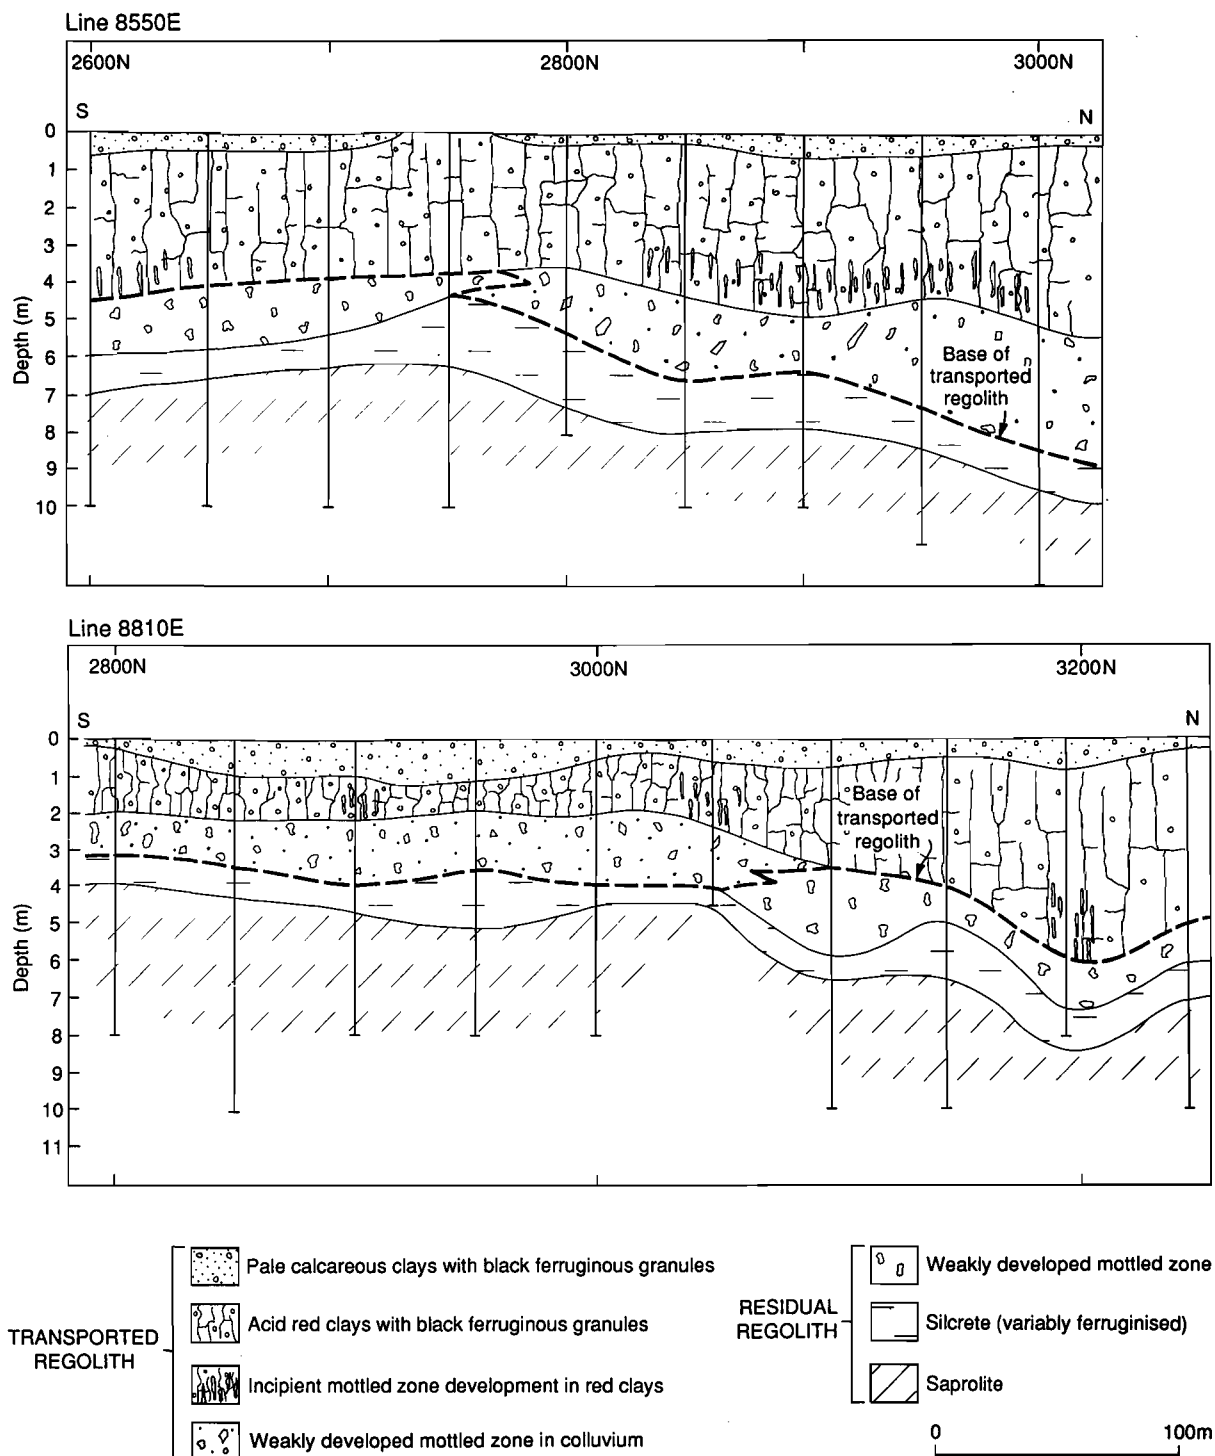 Line 8550E
2600N 2800N 3000N
S N
0
1
2
3
4
5
6
7
8
9
10
Depth (m)
Base of
transported
regolith
Line 8810E
2800N 3000N 3200N
S N
0
1
2
3
4
5
6
7
8
9
10
11
Depth (m)
Base of
transported
regolith
TRANSPORTED
REGOLITH
Pale calcareous clays with black ferruginous granules
Acid red clays with black ferruginous granules
Incipient mottled zone development in red clays
Weakly developed mottled zone in colluvium
RESIDUAL
REGOLITH
Weakly developed mottled zone
Silcrete (variably ferruginised)
Saprolite
0 100m